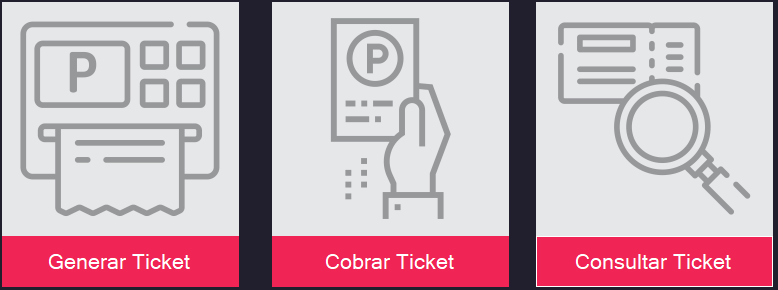 P
P
Generar Ticket
Cobrar Ticket
Consultar Ticket